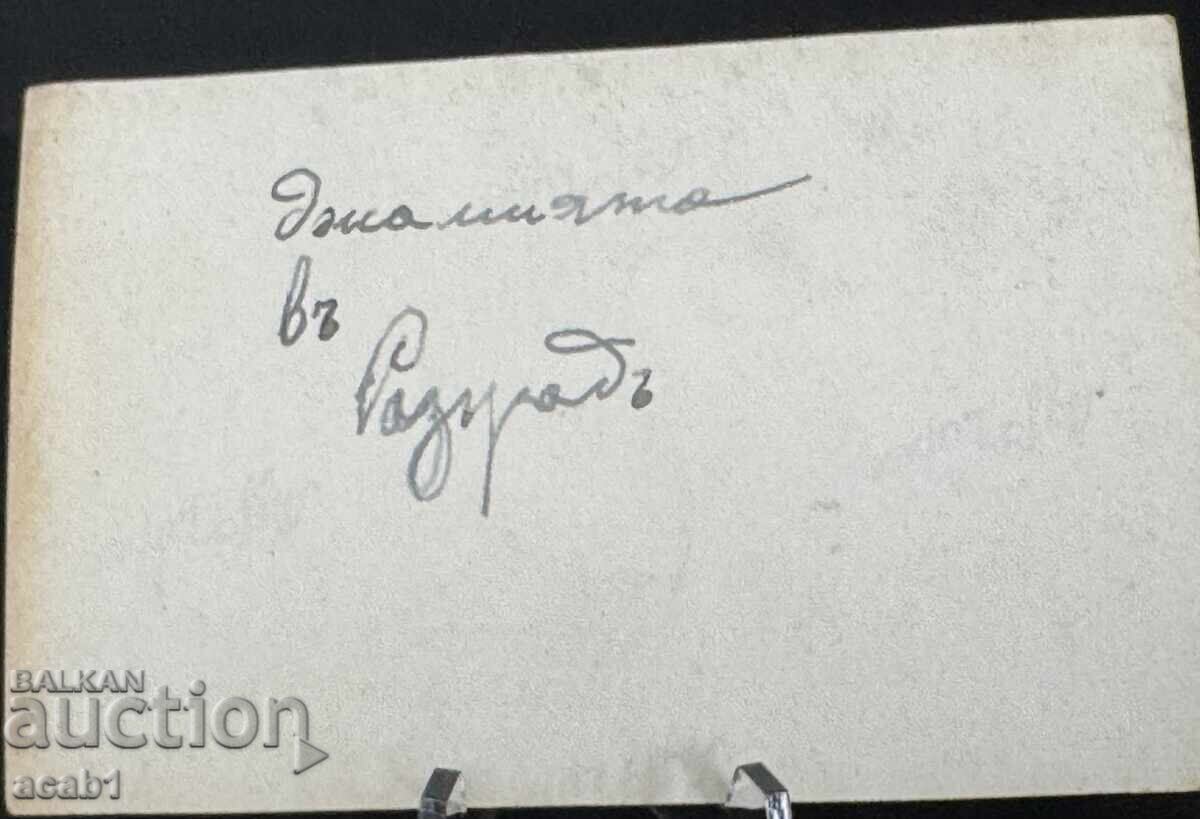 Джамията
въ
Разградъ
BALKAN
auction
acab1